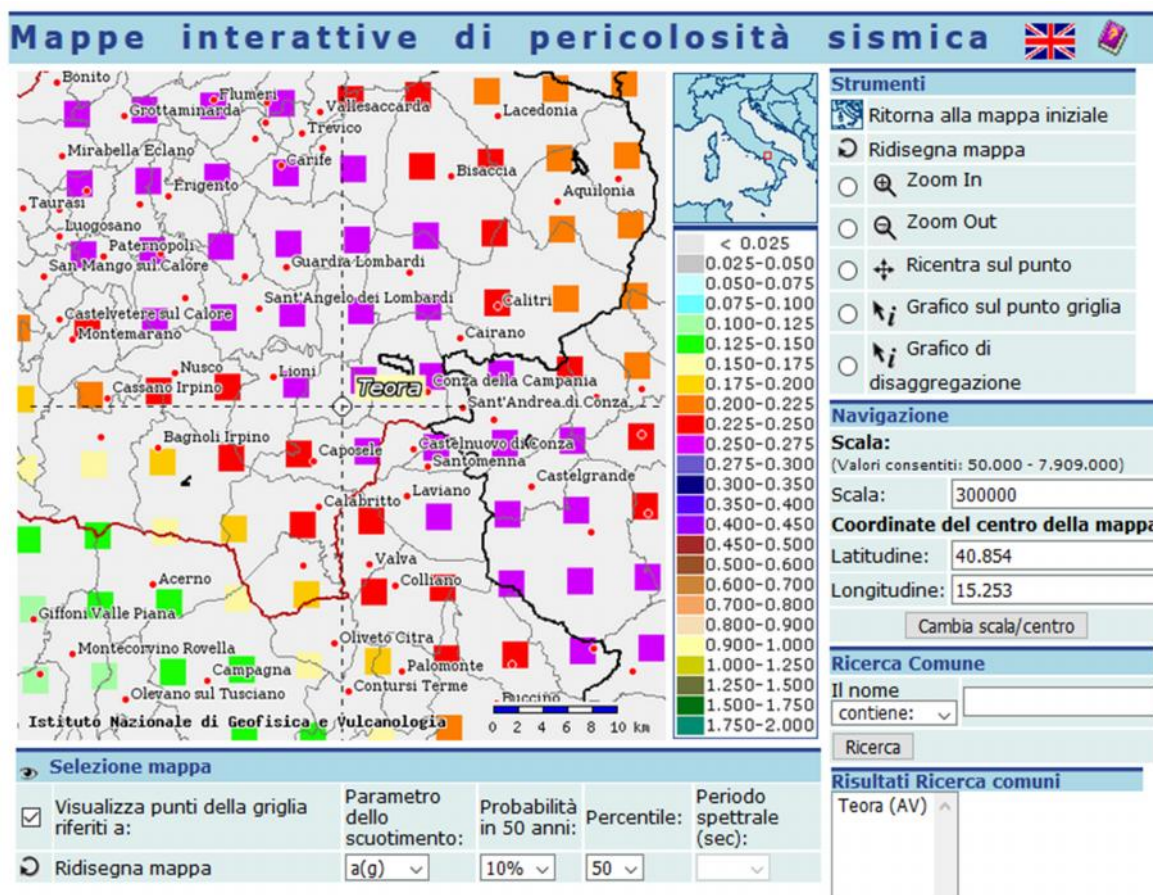 Mappe interattive di pericolosità sismica
Bonito
Flumeri
Grottaminarda
Vallesaccarda
Lacedonia
Trevico
Mirabella Eclano
Carife
Bisaccia
Frigento
Aquilonia
Taurasi
Luogosano
Paternopoli
San Mango sul Calore
Guardia Lombardi
Sant'Angelo dei Lombardi
Calitri
Castelvetere sul Calore
Montemarano
Cairano
Nusco
Lioni
Cassano Irpino
Teora
Conza della Campania
Sant'Andrea di Conza
Bagnoli Irpino
Caposele
Castelnuovo di Conza
Santomenna
Castelgrande
Laviano
Calabritto
Valva
Acerno
Colliano
Giffoni Valle Piana
Oliveto Citra
Montecorvino Rovella
Campagna
Palomonte
Olevano sul Tusciano
Contursi Terme
Buccino
Istituto Nazionale di Geofisica e Vulcanologia
0 2 4 6 8 10 km
< 0.025
0.025-0.050
0.050-0.075
0.075-0.100
0.100-0.125
0.125-0.150
0.150-0.175
0.175-0.200
0.200-0.225
0.225-0.250
0.250-0.275
0.275-0.300
0.300-0.350
0.350-0.400
0.400-0.450
0.450-0.500
0.500-0.600
0.600-0.700
0.700-0.800
0.800-0.900
0.900-1.000
1.000-1.250
1.250-1.500
1.500-1.750
1.750-2.000
Strumenti
Ritorna alla mappa iniziale
Ridisegna mappa
Zoom In
Zoom Out
Ricentra sul punto
Grafico sul punto griglia
Grafico di
disaggregazione
Navigazione
Scala:
(Valori consentiti: 50.000 - 7.909.000)
Scala: 300000
Coordinate del centro della mappa
Latitudine: 40.854
Longitudine: 15.253
Cambia scala/centro
Ricerca Comune
Il nome
contiene:
Ricerca
Risultati Ricerca comuni
Teora (AV)
Selezione mappa
Visualizza punti della griglia
riferiti a:
Parametro
dello
scuotimento:
Probabilità
in 50 anni:
Percentile:
Periodo
spettrale
(sec):
Ridisegna mappa
a(g)
10%
50